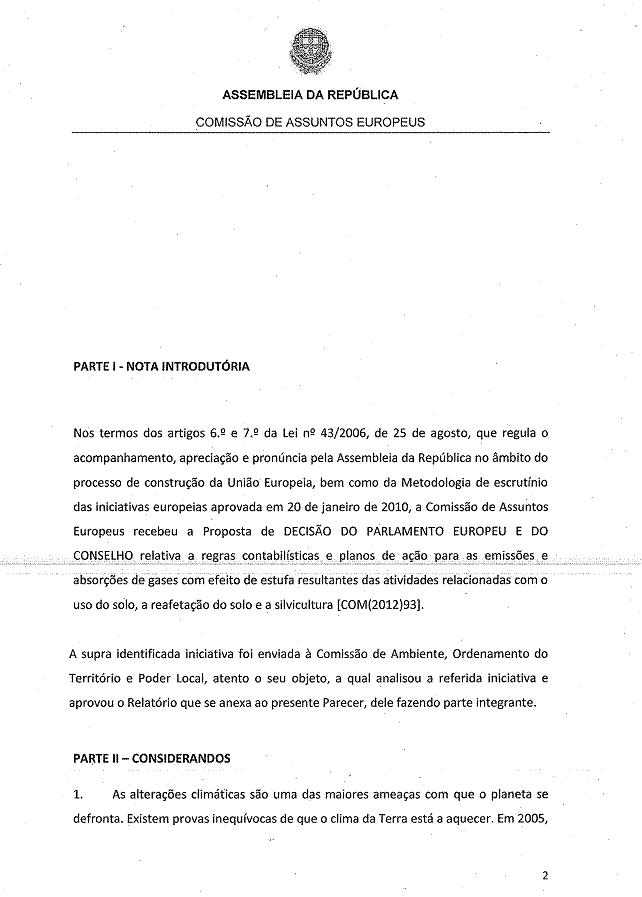 ASSEMBLEIA DA REPÚBLICA
COMISSÃO DE ASSUNTOS EUROPEUS
PARTE I - NOTA INTRODUTÓRIA
Nos termos dos artigos 6.º e 7.º da Lei nº 43/2006, de 25 de agosto, que regula o
acompanhamento, apreciação e pronúncia pela Assembleia da República no âmbito do
processo de construção da União Europeia, bem como da Metodologia de escrutínio
das iniciativas europeias aprovada em 20 de janeiro de 2010, a Comissão de Assuntos
Europeus recebeu a Proposta de DECISÃO DO PARLAMENTO EUROPEU E DO
CONSELHO relativa a regras contabilísticas e planos de ação para as emissões e
absorções de gases com efeito de estufa resultantes das atividades relacionadas com o
uso do solo, a reafetação do solo e a silvicultura [COM(2012)93].
A supra identificada iniciativa foi enviada à Comissão de Ambiente, Ordenamento do
Território e Poder Local, atento o seu objeto, a qual analisou a referida iniciativa e
aprovou o Relatório que se anexa ao presente Parecer, dele fazendo parte integrante.
PARTE II – CONSIDERANDOS
1. As alterações climáticas são uma das maiores ameaças com que o planeta se
defronta. Existem provas inequívocas de que o clima da Terra está a aquecer. Em 2005,
2